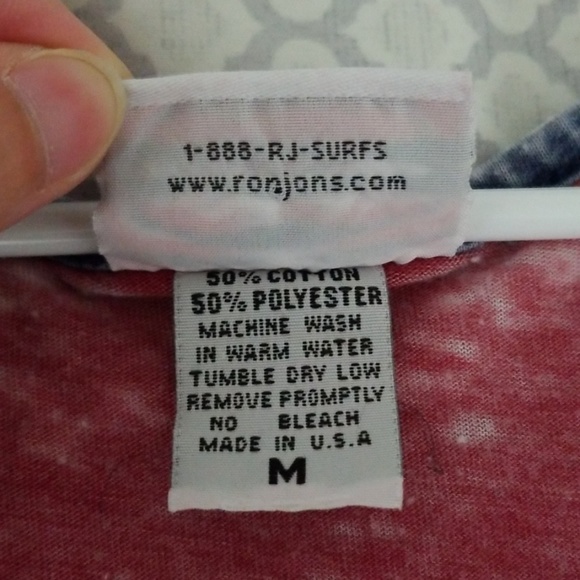 1-888-RJ-SURFS
www.ronjons.com
50% COTTON
50% POLYESTER
MACHINE WASH
IN WARM WATER
TUMBLE DRY LOW
REMOVE PROMPTLY
NO BLEACH
MADE IN U.S.A
M